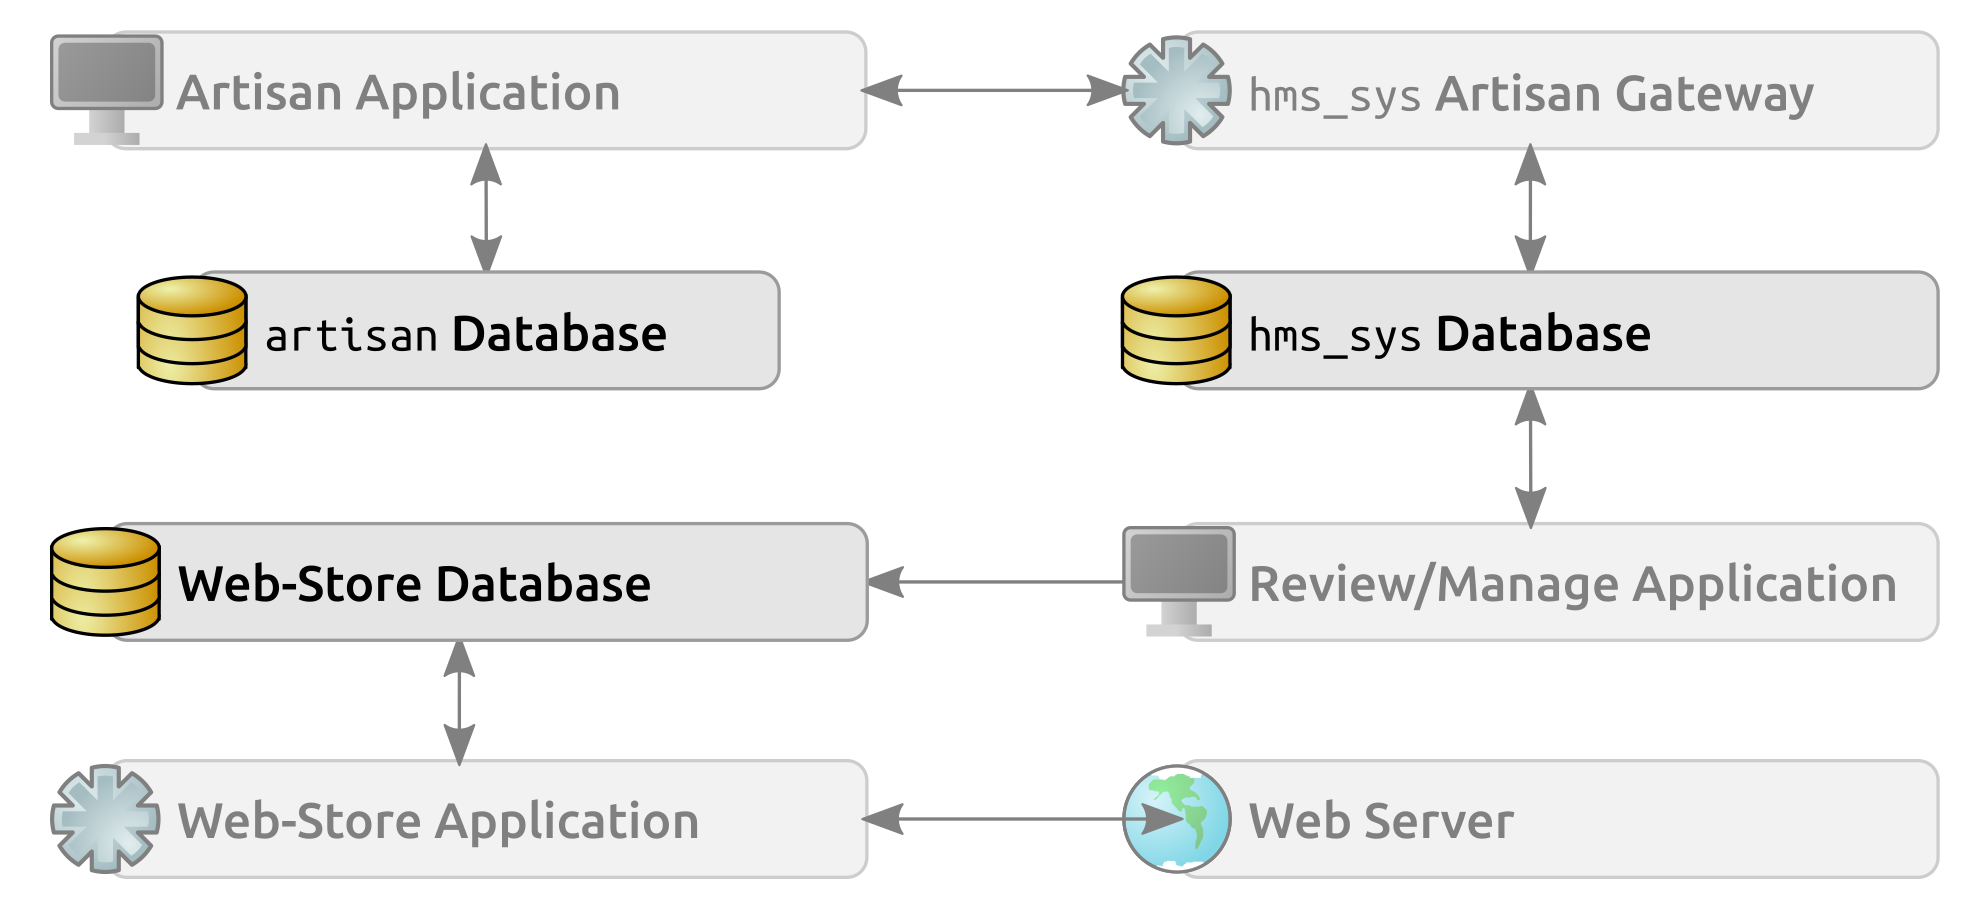 Artisan Application
hms_sys Artisan Gateway
artisan Database
hms_sys Database
Web-Store Database
Review/Manage Application
Web-Store Application
Web Server